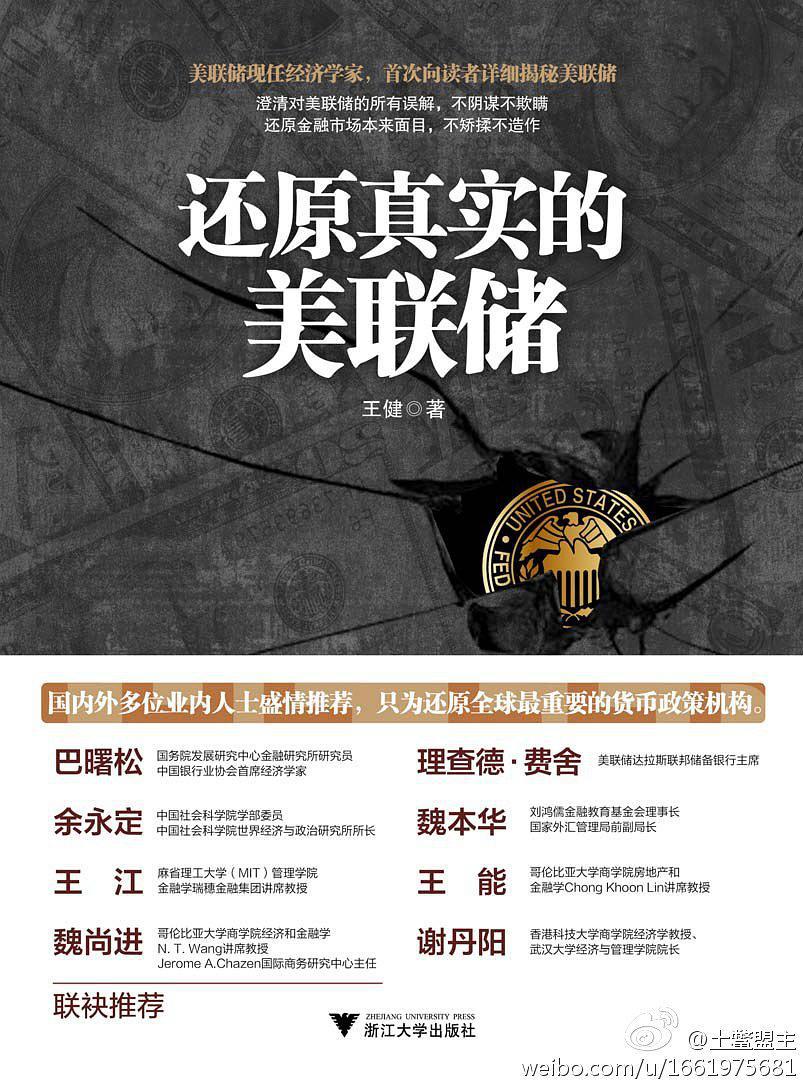 美联储现任经济学家，首次向读者详细揭秘美联储
澄清对美联储的所有误解，不阴谋不欺瞒
还原金融市场本来面目，不矫揉不造作
还原真实的
美联储
王健◎著
UNITED STATES
FED
国内外多位业内人士盛情推荐，只为还原全球最重要的货币政策机构。
巴曙松
国务院发展研究中心金融研究所研究员
中国银行业协会首席经济学家
理查德·费舍
美联储达拉斯联邦储备银行主席
余永定
中国社会科学院学部委员
中国社会科学院世界经济与政治研究所所长
魏本华
刘鸿儒金融教育基金会理事长
国家外汇管理局前副局长
王 江
麻省理工大学（MIT）管理学院
金融学瑞穗金融集团讲席教授
王 能
哥伦比亚大学商学院房地产和
金融学Chong Khoon Lin讲席教授
魏尚进
哥伦比亚大学商学院经济和金融学
N. T. Wang讲席教授
Jerome A.Chazen国际商务研究中心主任
谢丹阳
香港科技大学商学院经济学教授、
武汉大学经济与管理学院院长
联袂推荐
ZHEJIANG UNIVERSITY PRESS
浙江大学出版社
@土鳖盟主
weibo.com/u/1661975681